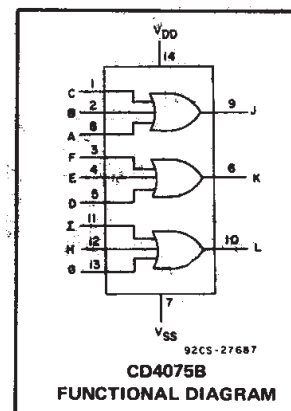 VDD
14
C 1
B 2
A 8
9 J
F 3
E 4
D 5
6 K
I 11
H 12
G 13
10 L
7
VSS
92CS-27687
CD4075B
FUNCTIONAL DIAGRAM